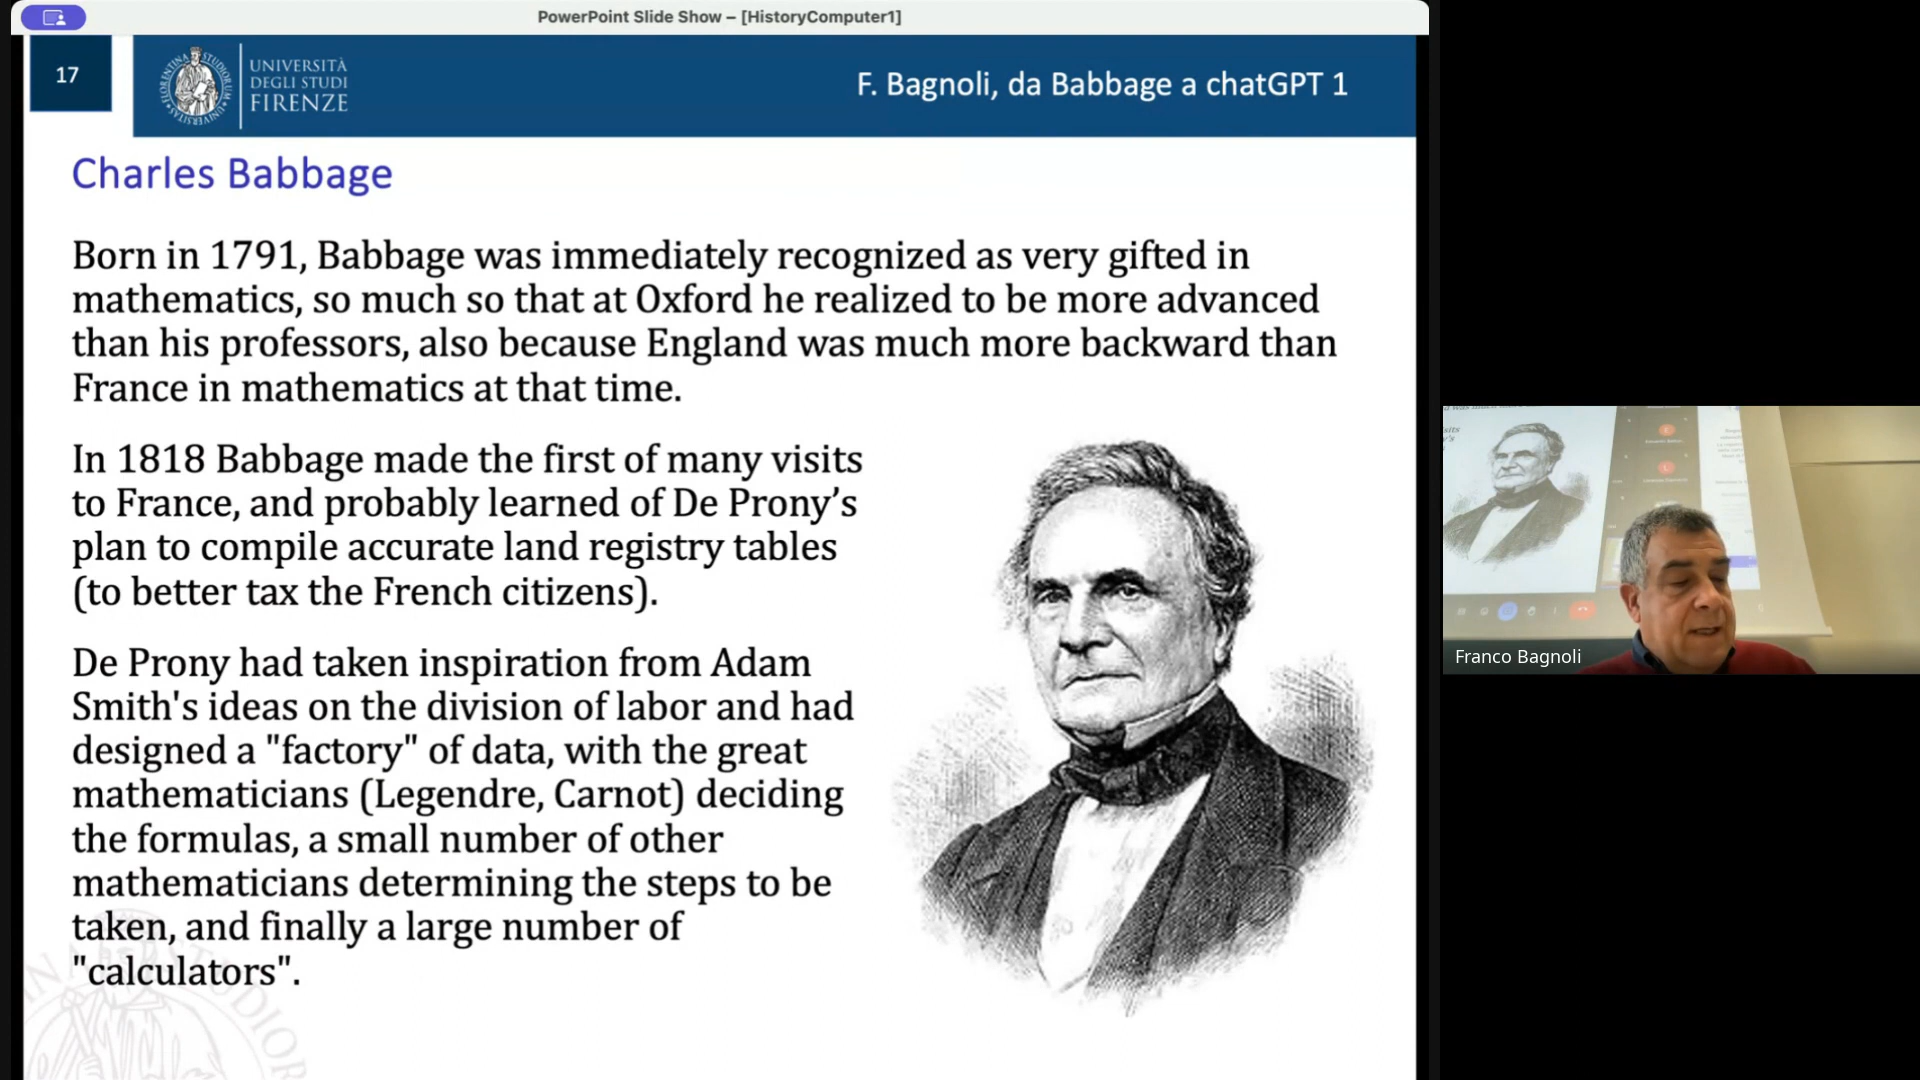 PowerPoint Slide Show – [HistoryComputer1]
17
UNIVERSITÀ
DEGLI STUDI
FIRENZE
F. Bagnoli, da Babbage a chatGPT 1
Charles Babbage
Born in 1791, Babbage was immediately recognized as very gifted in
mathematics, so much so that at Oxford he realized to be more advanced
than his professors, also because England was much more backward than
France in mathematics at that time.
In 1818 Babbage made the first of many visits
to France, and probably learned of De Prony’s
plan to compile accurate land registry tables
(to better tax the French citizens).
De Prony had taken inspiration from Adam
Smith's ideas on the division of labor and had
designed a "factory" of data, with the great
mathematicians (Legendre, Carnot) deciding
the formulas, a small number of other
mathematicians determining the steps to be
taken, and finally a large number of
"calculators".
Franco Bagnoli